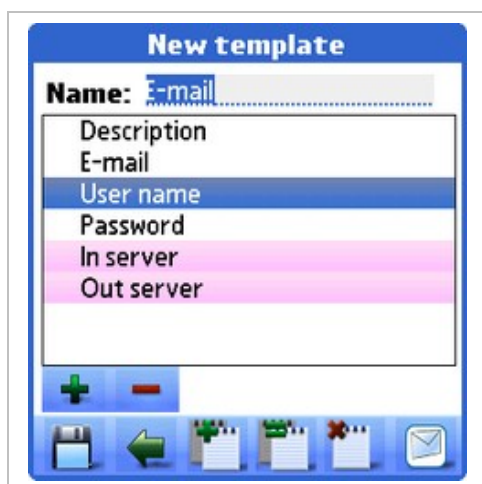 New template
Name: E-mail
Description
E-mail
User name
Password
In server
Out server